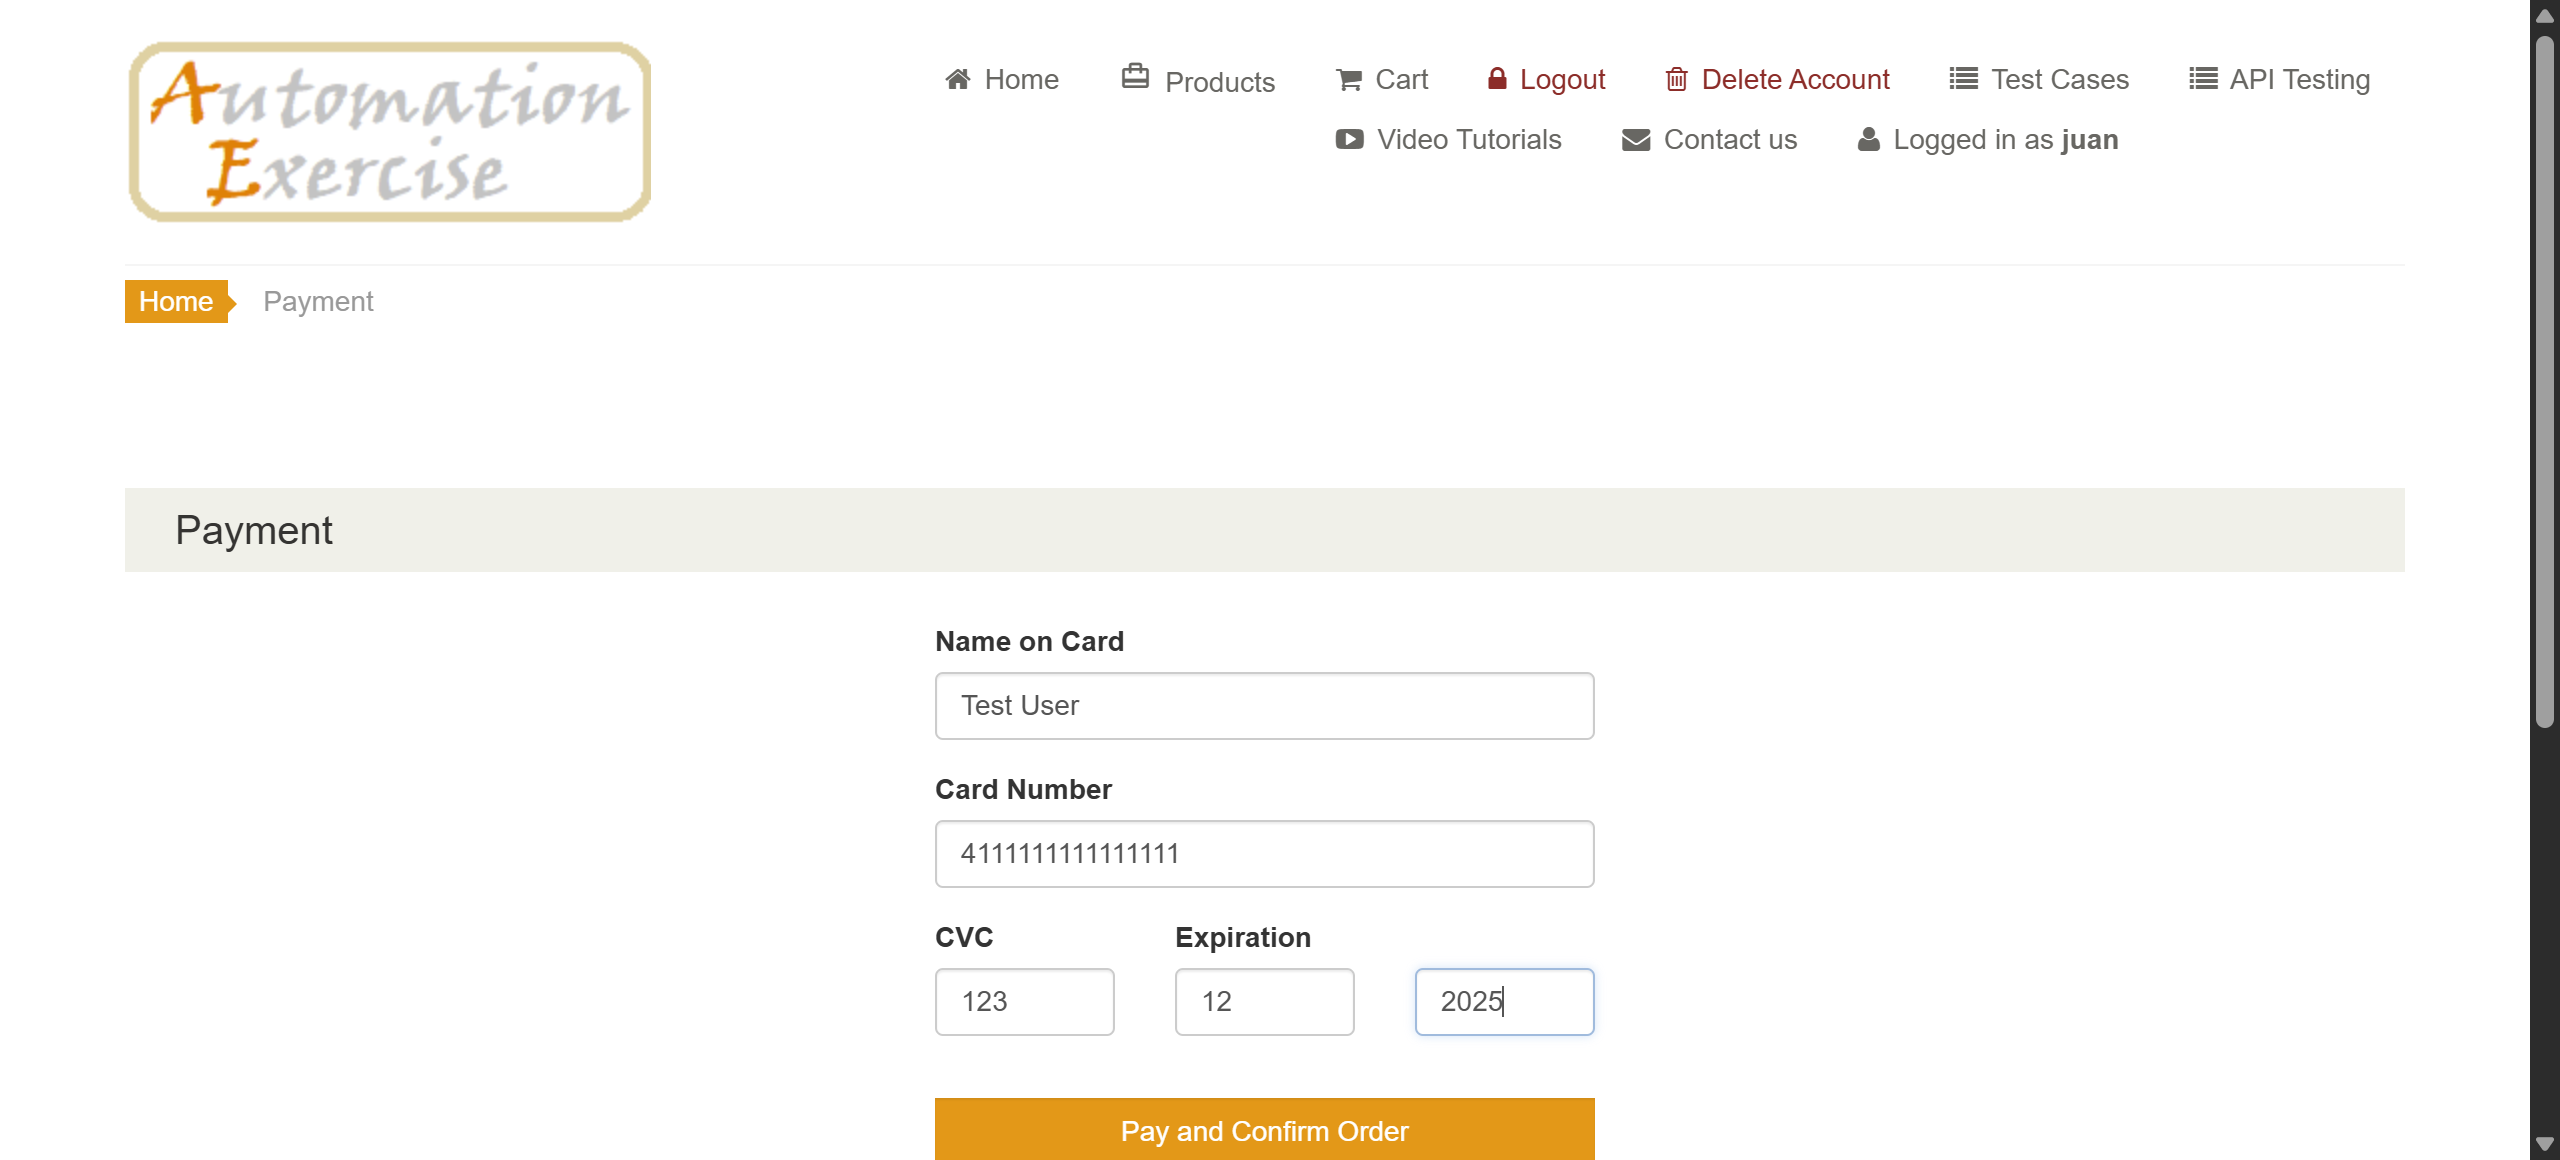 Automation
Exercise
Home Products Cart Logout Delete Account Test Cases API Testing
Video Tutorials Contact us Logged in as juan
Home Payment
Payment
Name on Card
Test User
Card Number
4111111111111111
CVC Expiration
123 12 2025
Pay and Confirm Order